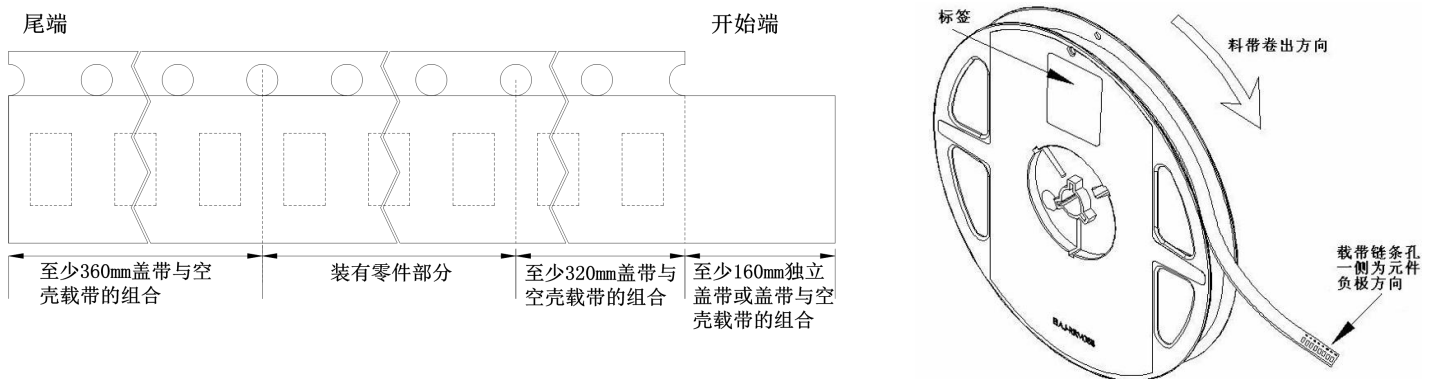 尾端
开始端
至少360mm盖带与空
壳载带的组合
装有零件部分
至少320mm盖带与
空壳载带的组合
至少160mm独立
盖带或盖带与空
壳载带的组合
标签
料带卷出方向
载带链条孔
一侧为元件
负极方向